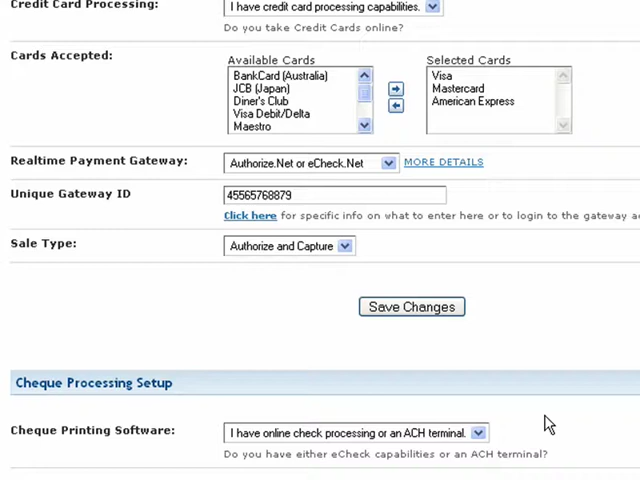 Credit Card Processing:
I have credit card processing capabilities.
Do you take Credit Cards online?
Cards Accepted:
Available Cards
Selected Cards
BankCard (Australia)
JCB (Japan)
Diner's Club
Visa Debit/Delta
Maestro
Visa
Mastercard
American Express
Realtime Payment Gateway:
Authorize.Net or eCheck.Net
MORE DETAILS
Unique Gateway ID
45565768879
Click here for specific info on what to enter here or to login to the gateway
Sale Type:
Authorize and Capture
Save Changes
Cheque Processing Setup
Cheque Printing Software:
I have online check processing or an ACH terminal.
Do you have either eCheck capabilities or an ACH terminal?